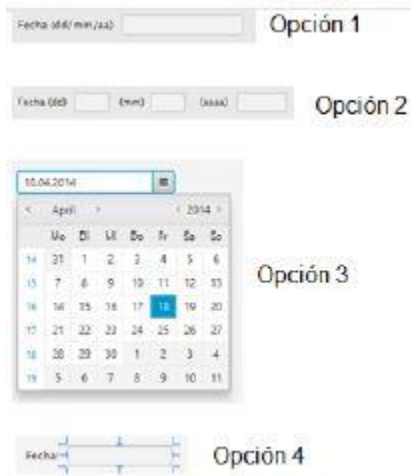 Fecha (dd/mm/aa) Opción 1
Fecha (dd) (mm) (aaaa) Opción 2
10.04.2014
< April > < 2014 >
Mo Di Mi Do Fr Sa So
14 31 1 2 3 4 5 6
15 7 8 9 10 11 12 13
16 14 15 16 17 18 19 20
17 21 22 23 24 25 26 27
18 28 29 30 1 2 3 4
19 5 6 7 8 9 10 11
Opción 3
Fecha Opción 4